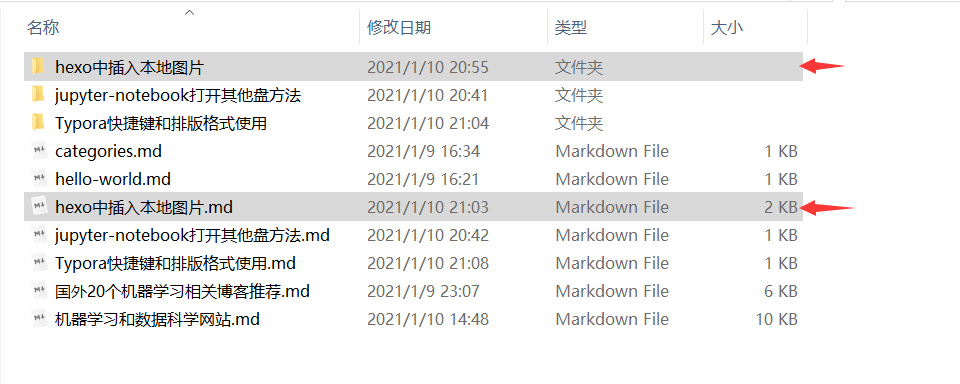 名称 修改日期 类型 大小
hexo中插入本地图片 2021/1/10 20:55 文件夹
jupyter-notebook打开其他盘方法 2021/1/10 20:41 文件夹
Typora快捷键和排版格式使用 2021/1/10 21:04 文件夹
categories.md 2021/1/9 16:34 Markdown File 1 KB
hello-world.md 2021/1/9 16:21 Markdown File 1 KB
hexo中插入本地图片.md 2021/1/10 21:03 Markdown File 2 KB
jupyter-notebook打开其他盘方法.md 2021/1/10 20:42 Markdown File 1 KB
Typora快捷键和排版格式使用.md 2021/1/10 21:08 Markdown File 1 KB
国外20个机器学习相关博客推荐.md 2021/1/9 23:07 Markdown File 6 KB
机器学习和数据科学网站.md 2021/1/10 14:48 Markdown File 10 KB